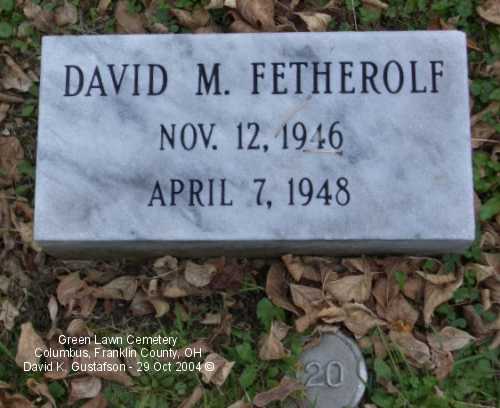 DAVID M. FETHEROLF
NOV. 12, 1946
APRIL 7, 1948
Green Lawn Cemetery
Columbus, Franklin County, OH
David K. Gustafson - 29 Oct 2004 ©
20